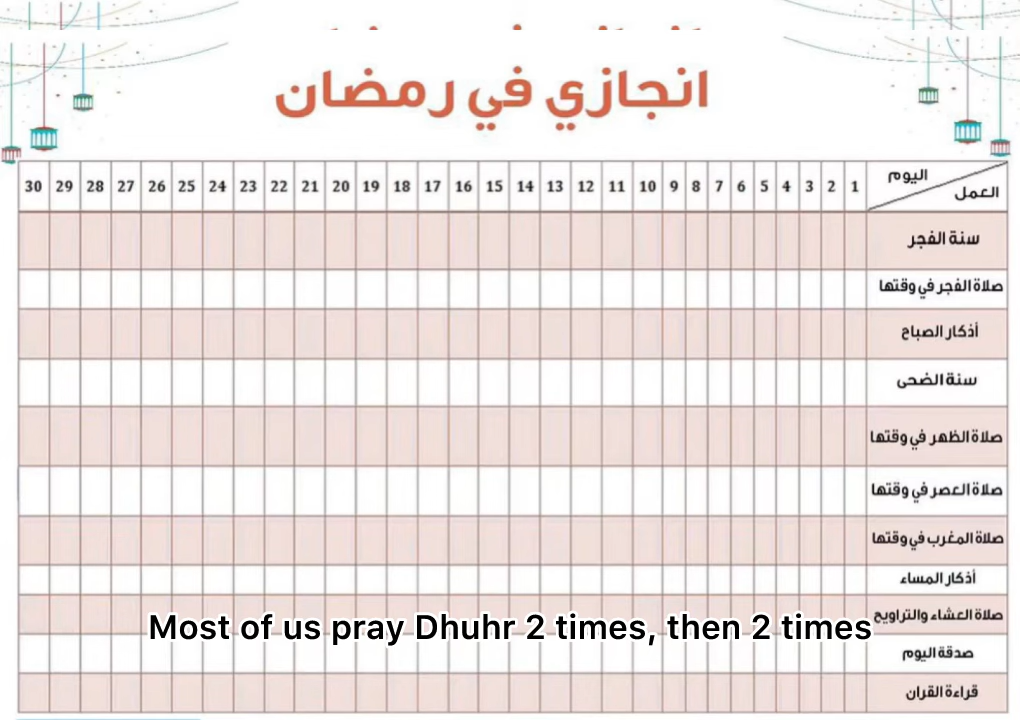 انجازي في رمضان
اليوم
العمل
1 2 3 4 5 6 7 8 9 10 11 12 13 14 15 16 17 18 19 20 21 22 23 24 25 26 27 28 29 30
سنة الفجر
صلاة الفجر في وقتها
أذكار الصباح
سنة الضحى
صلاة الظهر في وقتها
صلاة العصر في وقتها
صلاة المغرب في وقتها
أذكار المساء
صلاة العشاء والتراويح
Most of us pray Dhuhr 2 times, then 2 times
صدقة اليوم
قراءة القران